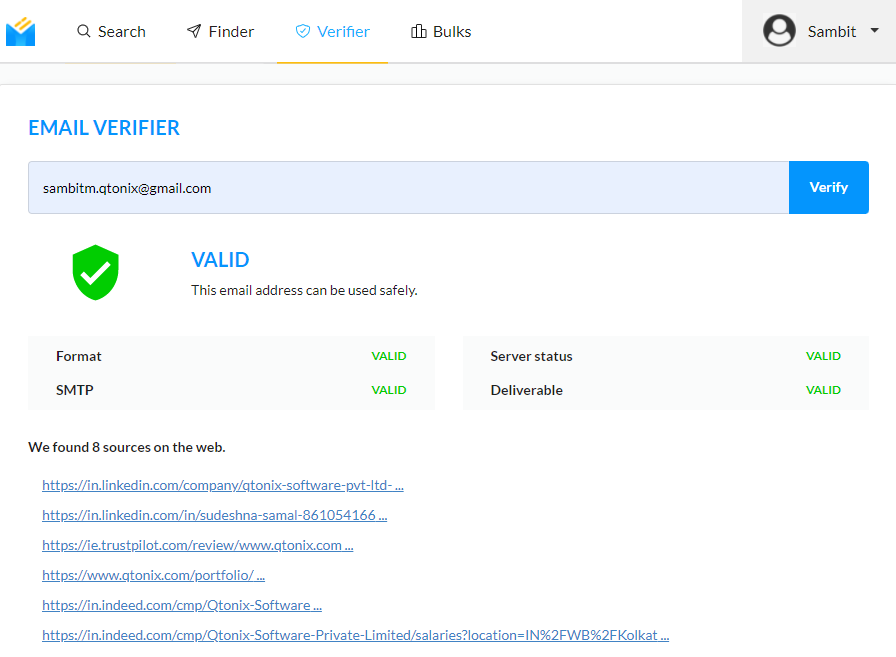 Search Finder Verifier Bulks Sambit
EMAIL VERIFIER
sambitm.qtonix@gmail.com Verify
VALID
This email address can be used safely.
Format VALID Server status VALID
SMTP VALID Deliverable VALID
We found 8 sources on the web.
https://in.linkedin.com/company/qtonix-software-pvt-ltd- ...
https://in.linkedin.com/in/sudeshna-samal-861054166 ...
https://ie.trustpilot.com/review/www.qtonix.com ...
https://www.qtonix.com/portfolio/ ...
https://in.indeed.com/cmp/Qtonix-Software ...
https://in.indeed.com/cmp/Qtonix-Software-Private-Limited/salaries?location=IN%2FWB%2FKolkat ...